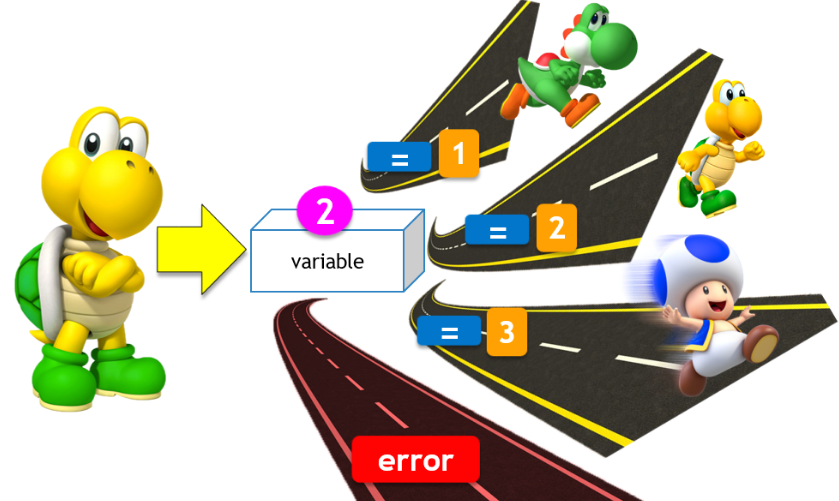 = 1
2
= 2
variable
= 3
error